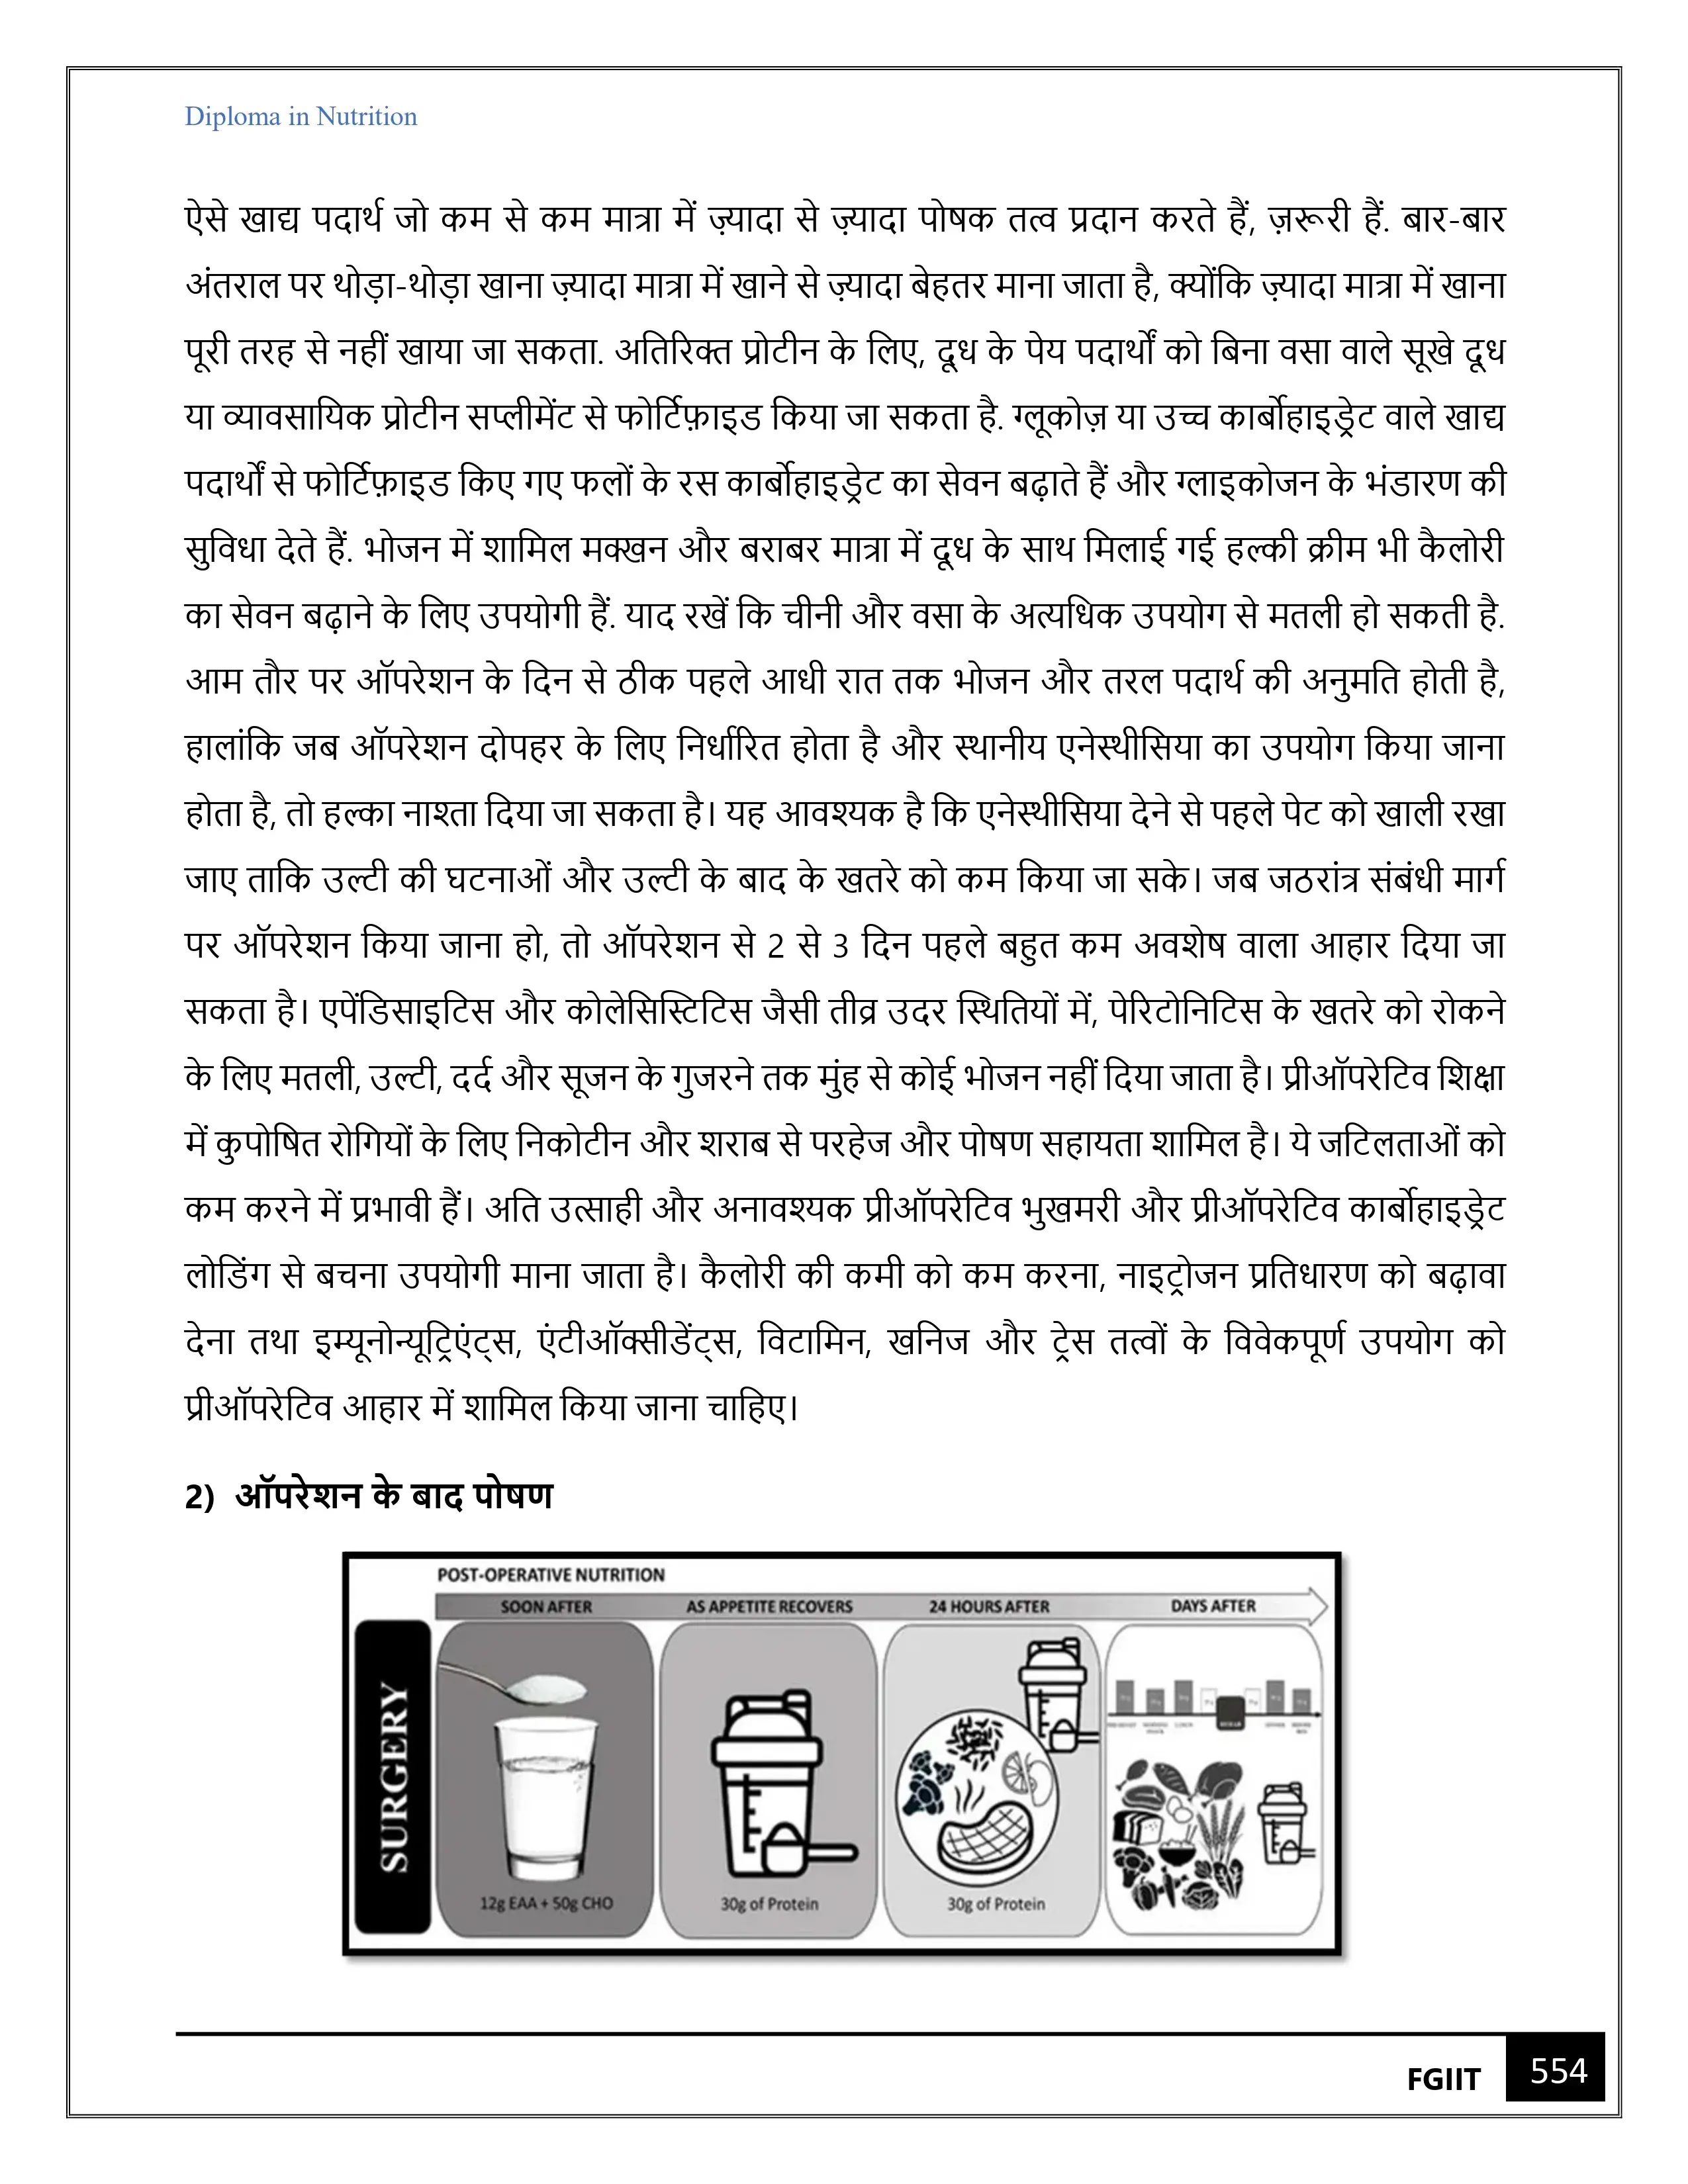 Diploma in Nutrition
ऐसे खाद्य पदार्थ जो कम से कम मात्रा में ज़्यादा से ज़्यादा पोषक तत्व प्रदान करते हैं, ज़रूरी हैं. बार-बार
अंतराल पर थोड़ा-थोड़ा खाना ज़्यादा मात्रा में खाने से ज़्यादा बेहतर माना जाता है, क्योंकि ज़्यादा मात्रा में खाना
पूरी तरह से नहीं खाया जा सकता. अतिरिक्त प्रोटीन के लिए, दूध के पेय पदार्थों को बिना वसा वाले सूखे दूध
या व्यावसायिक प्रोटीन सप्लीमेंट से फोर्टिफ़ाइड किया जा सकता है. ग्लूकोज़ या उच्च कार्बोहाइड्रेट वाले खाद्य
पदार्थों से फोर्टिफ़ाइड किए गए फलों के रस कार्बोहाइड्रेट का सेवन बढ़ाते हैं और ग्लाइकोजन के भंडारण की
सुविधा देते हैं. भोजन में शामिल मक्खन और बराबर मात्रा में दूध के साथ मिलाई गई हल्की क्रीम भी कैलोरी
का सेवन बढ़ाने के लिए उपयोगी हैं. याद रखें कि चीनी और वसा के अत्यधिक उपयोग से मतली हो सकती है.
आम तौर पर ऑपरेशन के दिन से ठीक पहले आधी रात तक भोजन और तरल पदार्थ की अनुमति होती है,
हालांकि जब ऑपरेशन दोपहर के लिए निर्धारित होता है और स्थानीय एनेस्थीसिया का उपयोग किया जाना
होता है, तो हल्का नाश्ता दिया जा सकता है। यह आवश्यक है कि एनेस्थीसिया देने से पहले पेट को खाली रखा
जाए ताकि उल्टी की घटनाओं और उल्टी के बाद के खतरे को कम किया जा सके। जब जठरांत्र संबंधी मार्ग
पर ऑपरेशन किया जाना हो, तो ऑपरेशन से 2 से 3 दिन पहले बहुत कम अवशेष वाला आहार दिया जा
सकता है। एपेंडिसाइटिस और कोलेसिस्टिटिस जैसी तीव्र उदर स्थितियों में, पेरिटोनिटिस के खतरे को रोकने
के लिए मतली, उल्टी, दर्द और सूजन के गुजरने तक मुंह से कोई भोजन नहीं दिया जाता है। प्रीऑपरेटिव शिक्षा
में कुपोषित रोगियों के लिए निकोटीन और शराब से परहेज और पोषण सहायता शामिल है। ये जटिलताओं को
कम करने में प्रभावी हैं। अति उत्साही और अनावश्यक प्रीऑपरेटिव भुखमरी और प्रीऑपरेटिव कार्बोहाइड्रेट
लोडिंग से बचना उपयोगी माना जाता है। कैलोरी की कमी को कम करना, नाइट्रोजन प्रतिधारण को बढ़ावा
देना तथा इम्यूनोन्यूट्रिएंट्स, एंटीऑक्सीडेंट्स, विटामिन, खनिज और ट्रेस तत्वों के विवेकपूर्ण उपयोग को
प्रीऑपरेटिव आहार में शामिल किया जाना चाहिए।
2) ऑपरेशन के बाद पोषण
POST-OPERATIVE NUTRITION
SOON AFTER AS APPETITE RECOVERS 24 HOURS AFTER DAYS AFTER
SURGERY
12g EAA + 50g CHO 30g of Protein 30g of Protein
FGIIT 554